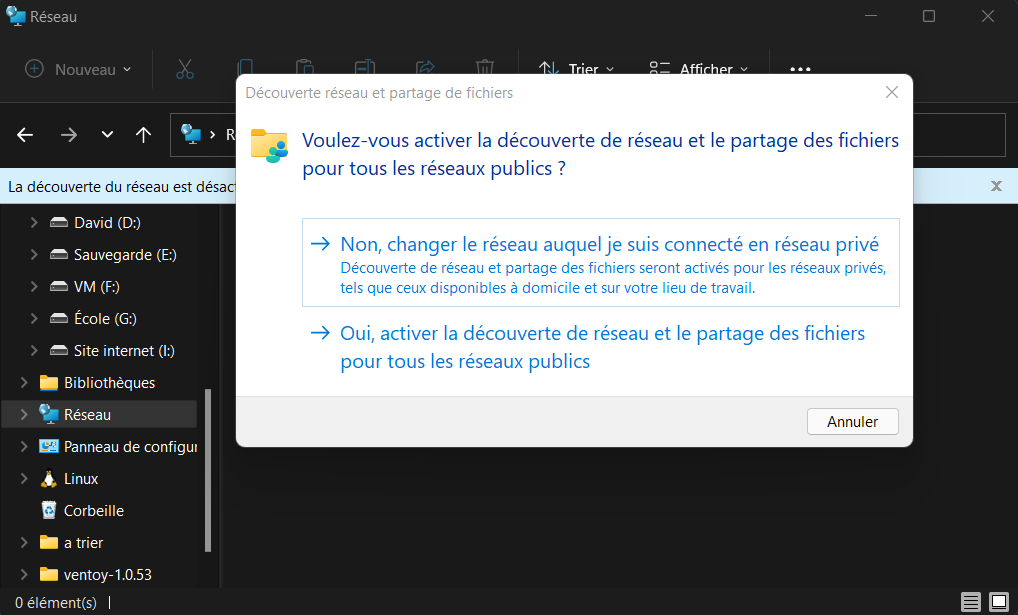 Réseau
Nouveau
Trier
Afficher
R
La découverte du réseau est désact
David (D:)
Sauvegarde (E:)
VM (F:)
École (G:)
Site internet (I:)
Bibliothèques
Réseau
Panneau de configur
Linux
Corbeille
a trier
ventoy-1.0.53
0 élément(s)
Découverte réseau et partage de fichiers
Voulez-vous activer la découverte de réseau et le partage des fichiers
pour tous les réseaux publics ?
Non, changer le réseau auquel je suis connecté en réseau privé
Découverte de réseau et partage des fichiers seront activés pour les réseaux privés,
tels que ceux disponibles à domicile et sur votre lieu de travail.
Oui, activer la découverte de réseau et le partage des fichiers
pour tous les réseaux publics
Annuler